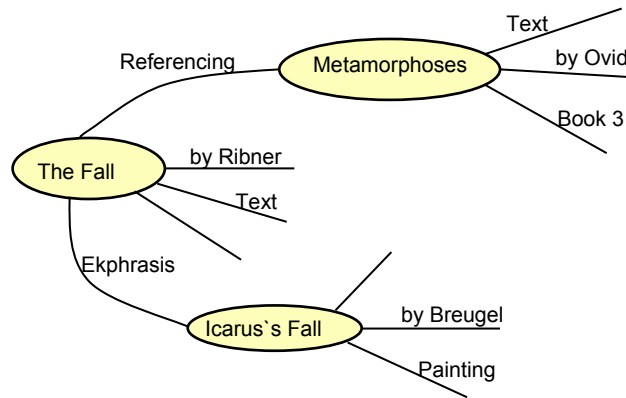 Text
Referencing
Metamorphoses
by Ovid
Book 3
by Ribner
The Fall
Text
Ekphrasis
Icarus`s Fall
by Breugel
Painting